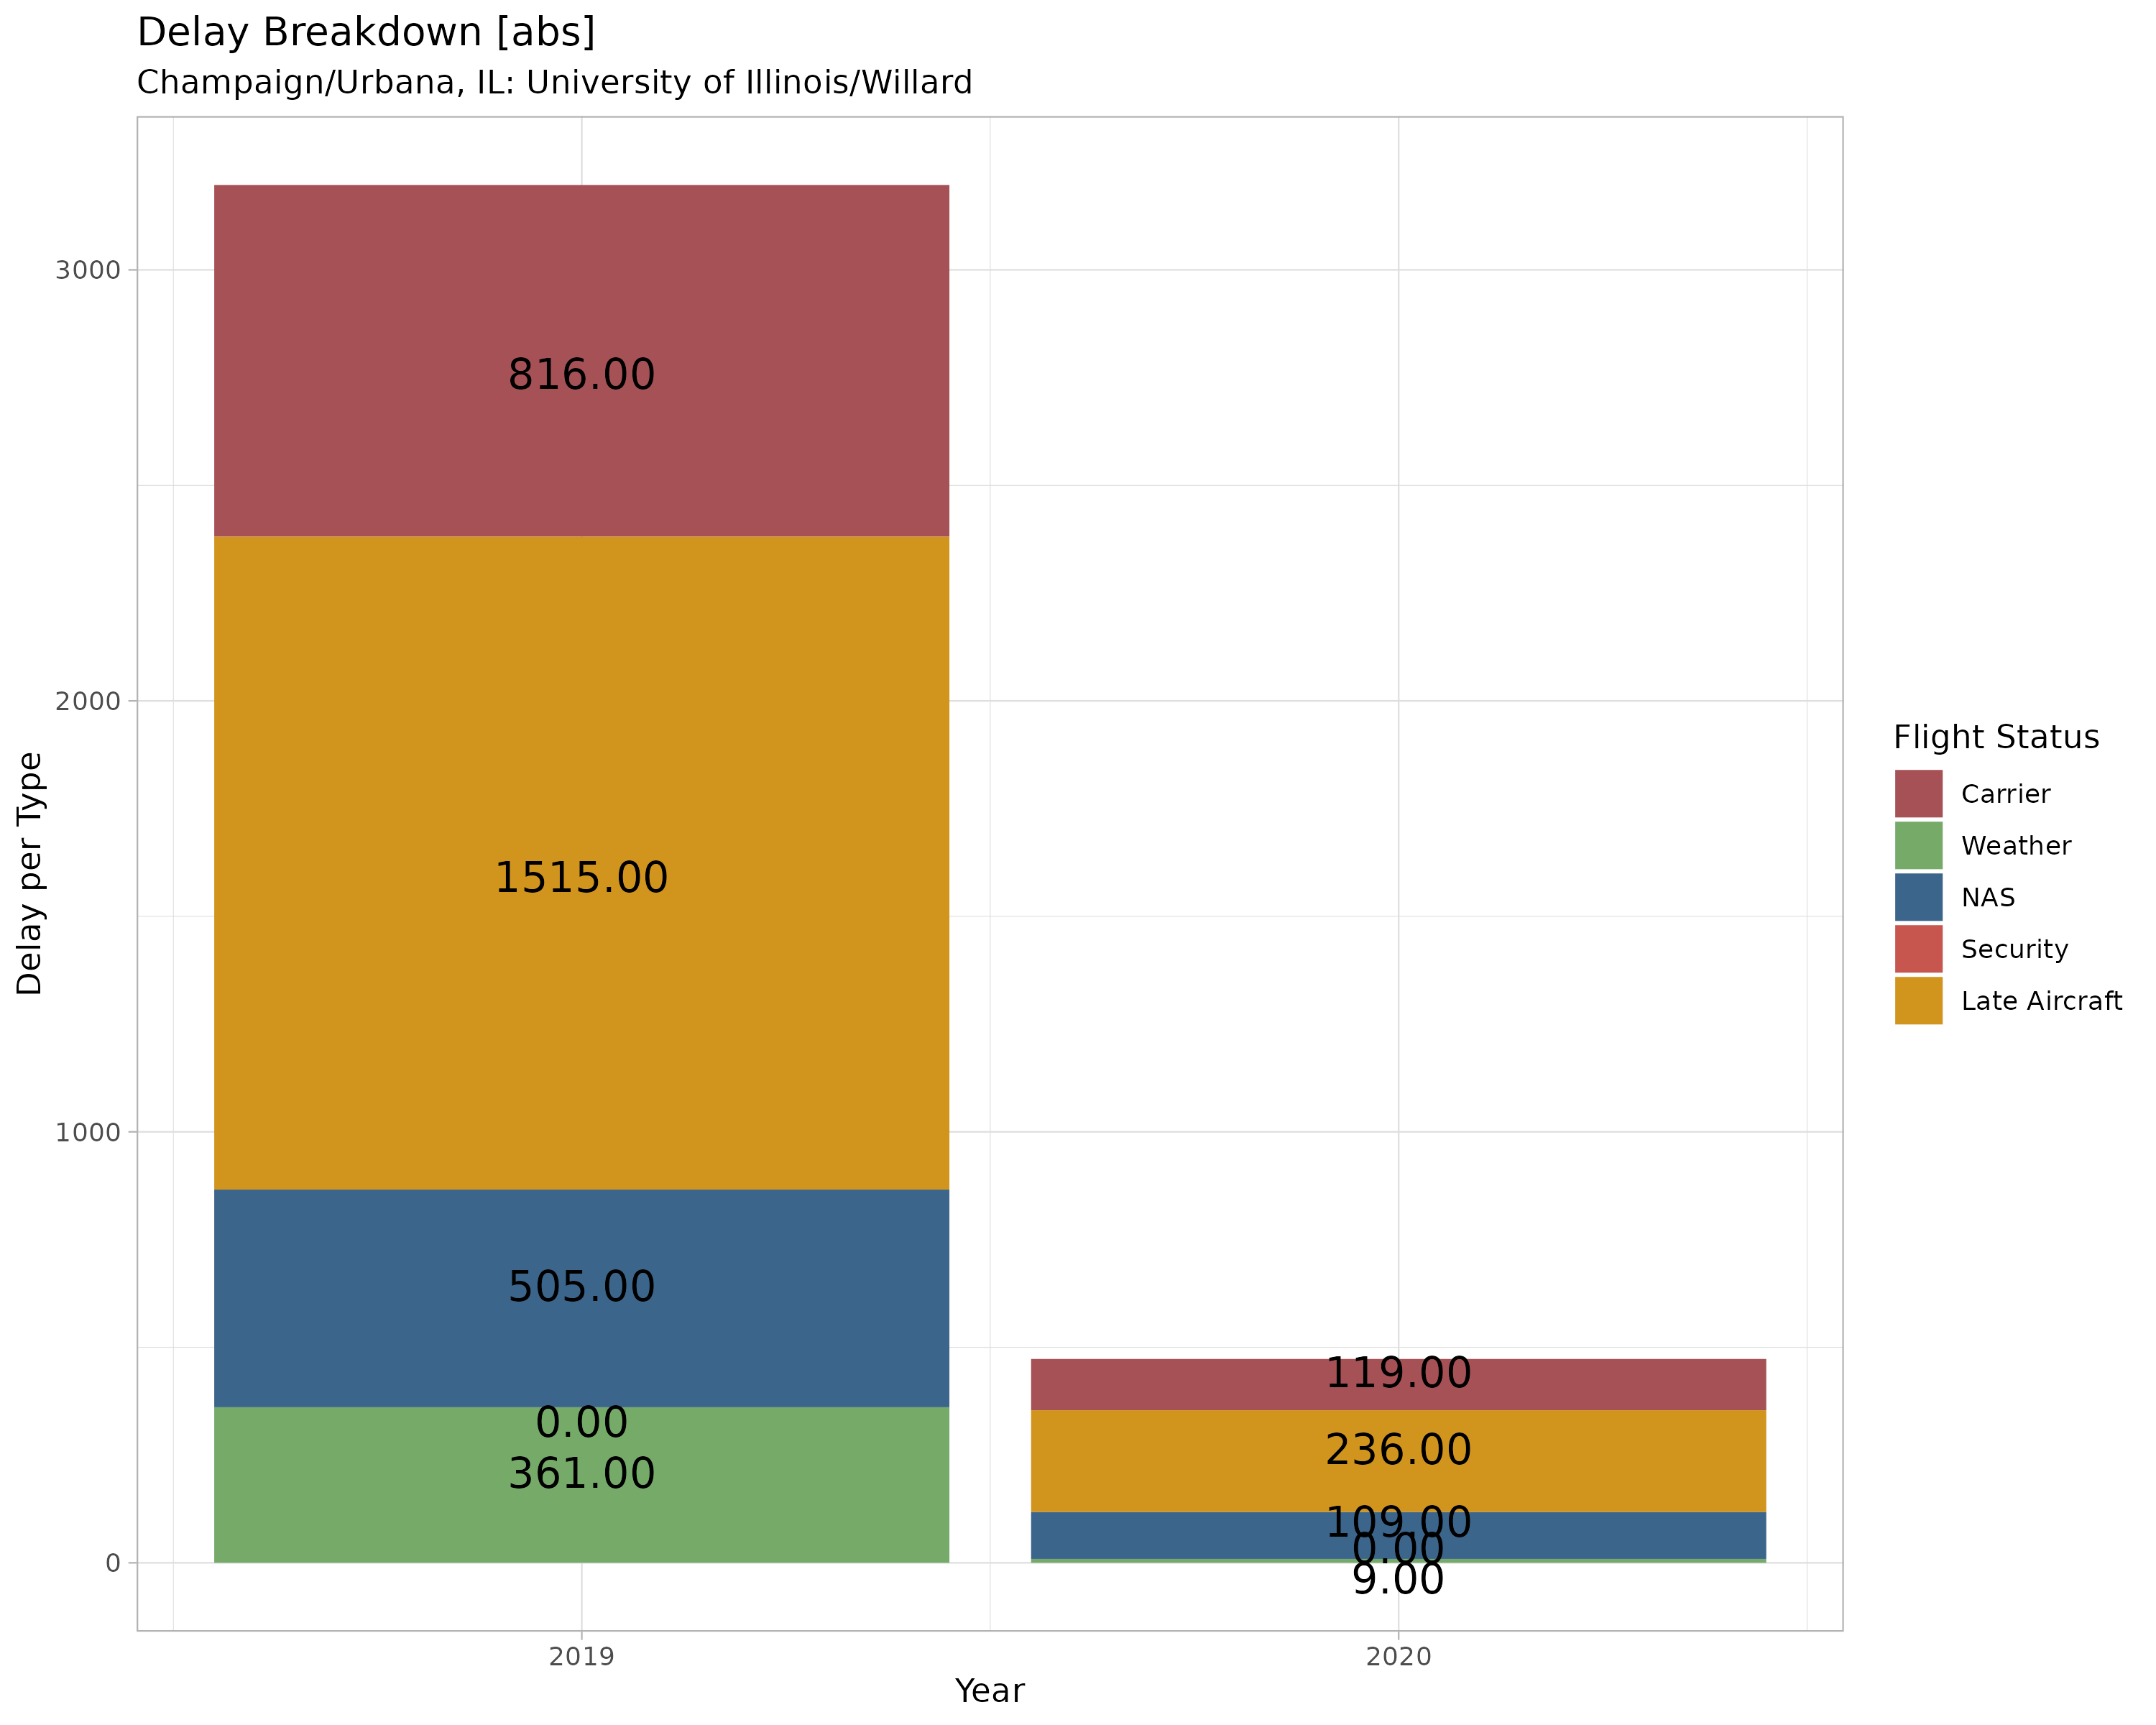 Delay Breakdown [abs]
Champaign/Urbana, IL: University of Illinois/Willard
Delay per Type
3000
2000
1000
0
816.00
1515.00
505.00
0.00
361.00
119.00
236.00
109.00
0.00
9.00
2019
2020
Year
Flight Status
Carrier
Weather
NAS
Security
Late Aircraft